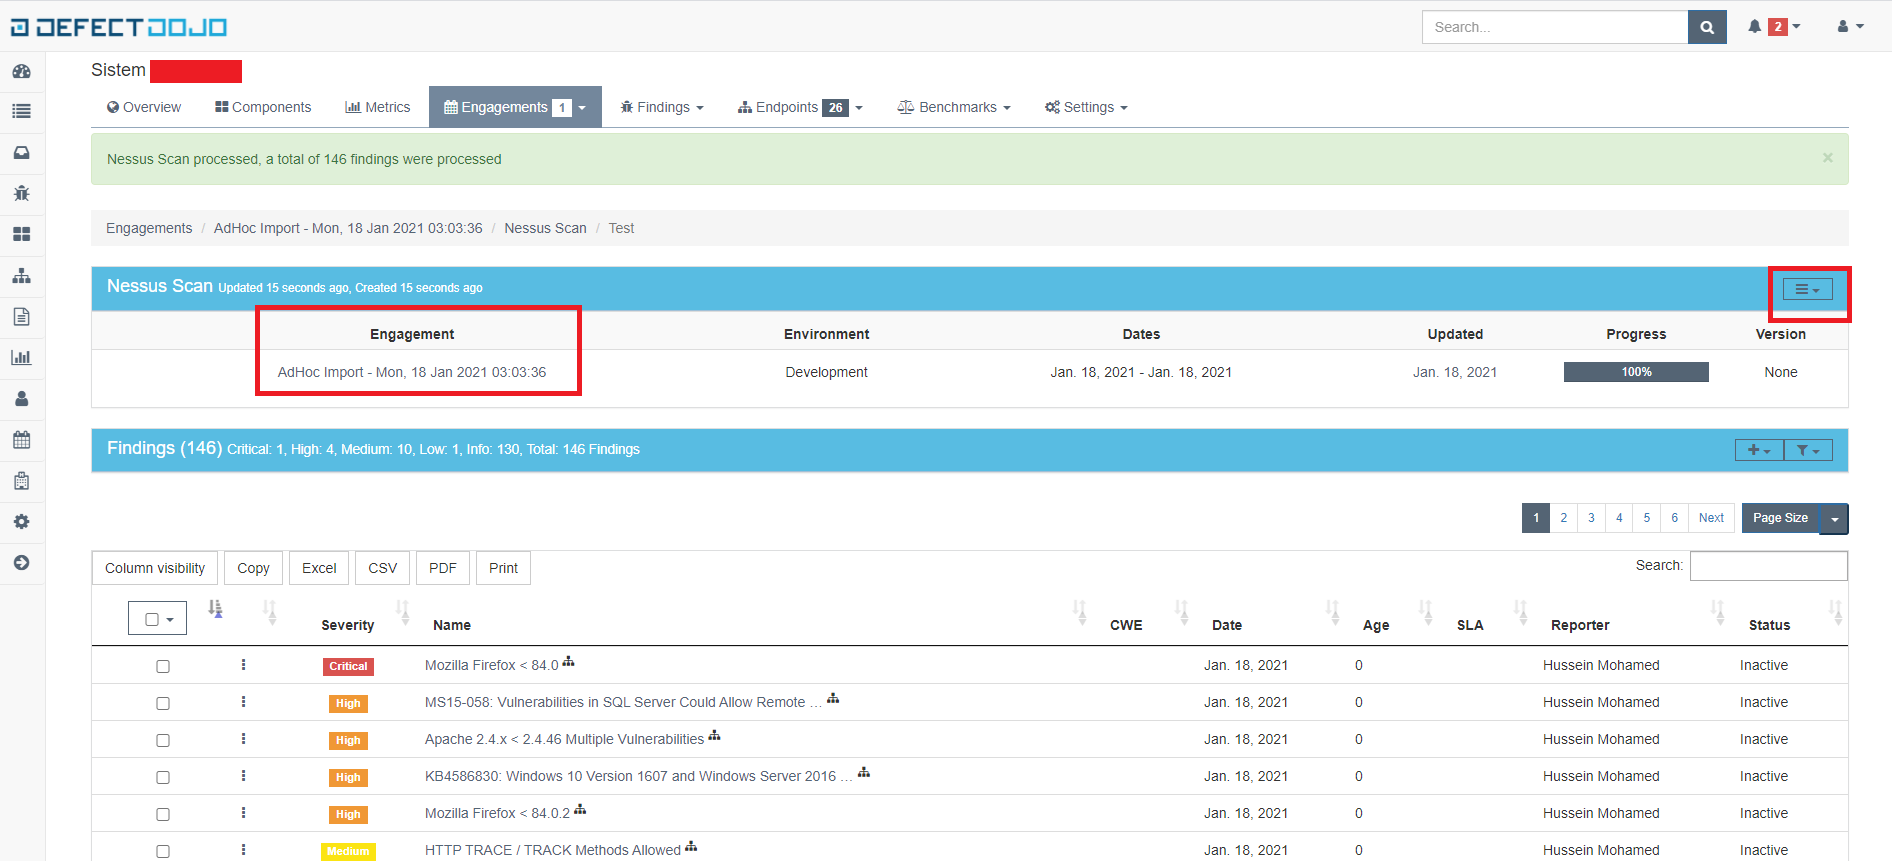 DEFECTDOJO
Search...
2
Sistem
Overview
Components
Metrics
Engagements 1
Findings
Endpoints 26
Benchmarks
Settings
Nessus Scan processed, a total of 146 findings were processed
×
Engagements / AdHoc Import - Mon, 18 Jan 2021 03:03:36 / Nessus Scan / Test
Nessus Scan Updated 15 seconds ago, Created 15 seconds ago
Engagement Environment Dates Updated Progress Version
AdHoc Import - Mon, 18 Jan 2021 03:03:36 Development Jan. 18, 2021 - Jan. 18, 2021 Jan. 18, 2021 100% None
Findings (146) Critical: 1, High: 4, Medium: 10, Low: 1, Info: 130, Total: 146 Findings
1 2 3 4 5 6 Next Page Size
Column visibility Copy Excel CSV PDF Print Search:
Severity Name CWE Date Age SLA Reporter Status
Critical Mozilla Firefox < 84.0 Jan. 18, 2021 0 Hussein Mohamed Inactive
High MS15-058: Vulnerabilities in SQL Server Could Allow Remote ... Jan. 18, 2021 0 Hussein Mohamed Inactive
High Apache 2.4.x < 2.4.46 Multiple Vulnerabilities Jan. 18, 2021 0 Hussein Mohamed Inactive
High KB4586830: Windows 10 Version 1607 and Windows Server 2016 ... Jan. 18, 2021 0 Hussein Mohamed Inactive
High Mozilla Firefox < 84.0.2 Jan. 18, 2021 0 Hussein Mohamed Inactive
Medium HTTP TRACE / TRACK Methods Allowed Jan. 18, 2021 0 Hussein Mohamed Inactive